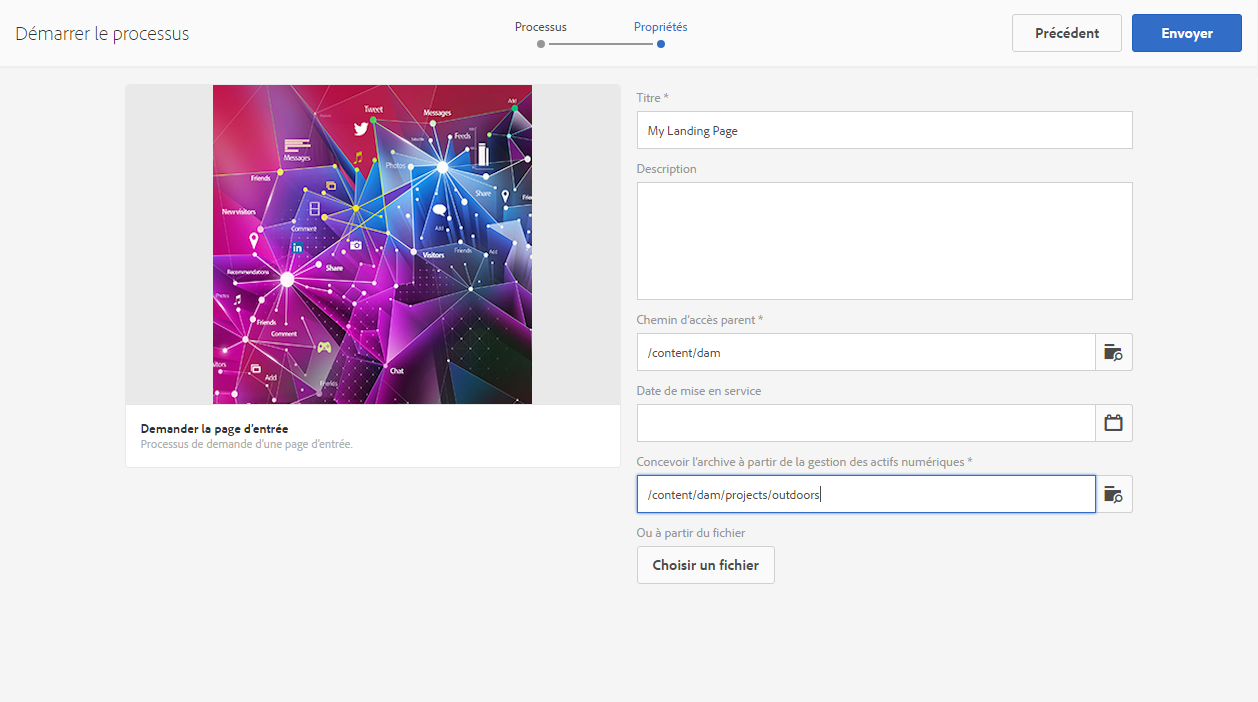 Démarrer le processus
Processus
Propriétés
Précédent
Envoyer
Tweet
Add
Messages
Feeds
Messages
Photos
Friends
Share
New visitors
Comment
Add
Friends
Add
Visitors
Share
Recommendations
Photos
Friends
Comment
Add
Chat
Demander la page d'entrée
Processus de demande d'une page d'entrée.
Titre *
My Landing Page
Description
Chemin d'accès parent *
/content/dam
Date de mise en service
Concevoir l'archive à partir de la gestion des actifs numériques *
/content/dam/projects/outdoors
Ou à partir du fichier
Choisir un fichier